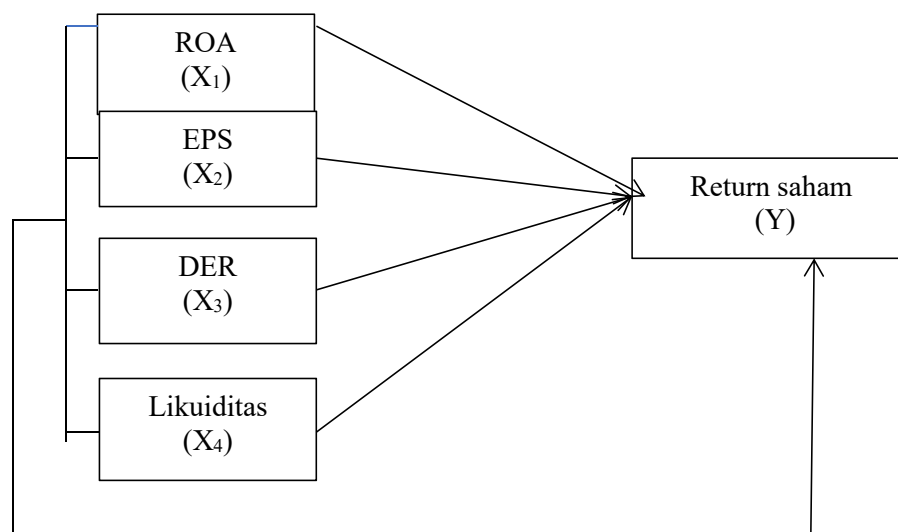 ROA
(X₁)
EPS
(X₂)
DER
(X₃)
Likuiditas
(X₄)
Return saham
(Y)